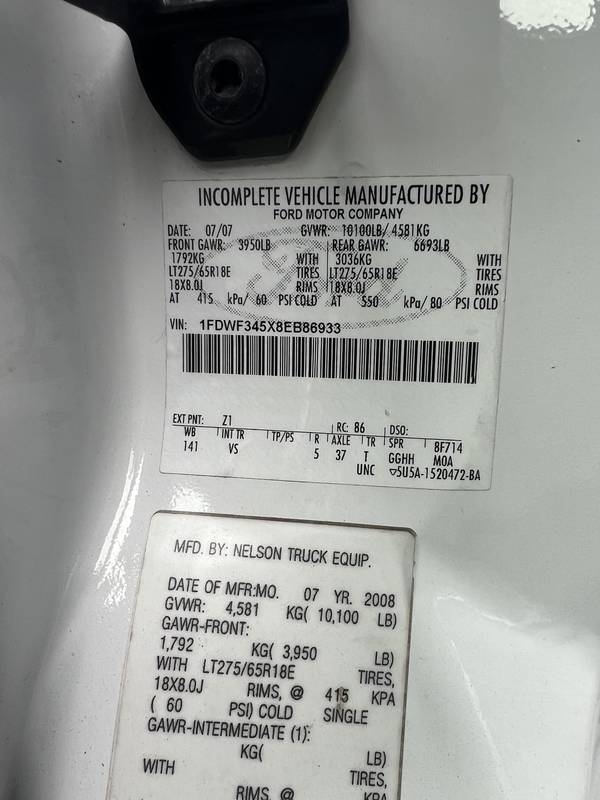 INCOMPLETE VEHICLE MANUFACTURED BY
FORD MOTOR COMPANY
DATE: 07/07 GVWR: 10100LB/ 4581KG
FRONT GAWR: 3950LB REAR GAWR: 6693LB
1792KG WITH 3036KG WITH
LT275/65R18E TIRES LT275/65R18E TIRES
18X8.0J RIMS 18X8.0J RIMS
AT 415 kPa/ 60 PSI COLD AT 550 kPa/ 80 PSI COLD
VIN: 1FDWF345X8EB86933
EXT PNT: Z1 RC: 86 DSO:
WB INT TR TP/PS R AXLE TR SPR 8F714
141 VS 5 37 T GGHH MOA
UNC ▽5U5A-1520472-BA
MFD. BY: NELSON TRUCK EQUIP.
DATE OF MFR:MO. 07 YR. 2008
GVWR: 4,581 KG( 10,100 LB)
GAWR-FRONT:
1,792 KG( 3,950 LB)
WITH LT275/65R18E TIRES,
18X8.0J RIMS, @ 415 KPA
( 60 PSI) COLD SINGLE
GAWR-INTERMEDIATE (1):
KG( LB)
WITH TIRES,
RIMS, @ KPA